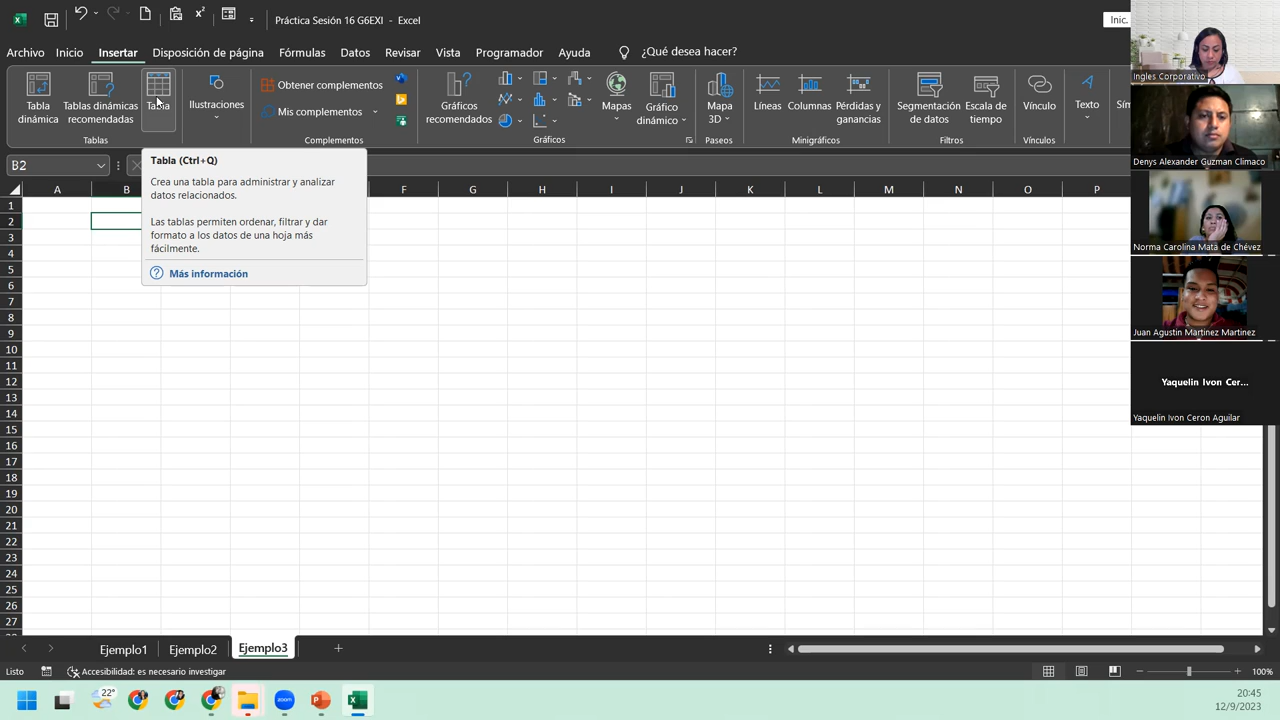 Práctica Sesión 16 G6EXI - Excel
Inic.
Archivo Inicio Insertar Disposición de página Fórmulas Datos Revisar Programador Ayuda ¿Qué desea hacer?
Tabla dinámica
Tablas dinámicas recomendadas
Tabla
Ilustraciones
Obtener complementos
Mis complementos
Gráficos recomendados
Mapas
Gráfico dinámico
Mapa 3D
Líneas
Columnas
Pérdidas y ganancias
Segmentación de datos
Escala de tiempo
Vínculo
Texto
Tablas Complementos Gráficos Paseos Minigráficos Filtros Vínculos
B2
Tabla (Ctrl+Q)
Crea una tabla para administrar y analizar
datos relacionados.
Las tablas permiten ordenar, filtrar y dar
formato a los datos de una hoja más
fácilmente.
Más información
A B F G H I J K L M N O P
1
2
3
4
5
6
7
8
9
10
11
12
13
14
15
16
17
18
19
20
21
22
23
24
25
26
27
Ingles Corporativo
Denys Alexander Guzman Climaco
Norma Carolina Mata de Chévez
Juan Agustin Martinez Martinez
Yaquelin Ivon Cer...
Yaquelin Ivon Ceron Aguilar
Ejemplo1 Ejemplo2 Ejemplo3
Listo
Accesibilidad: es necesario investigar
100%
22°
zoom
20:45
12/9/2023